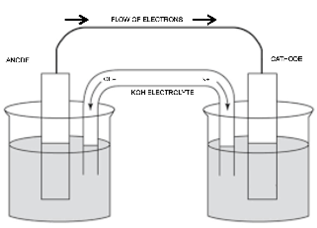 FLOW OF ELECTRONS
ANODE
CATHODE
KOH ELECTROLYTE